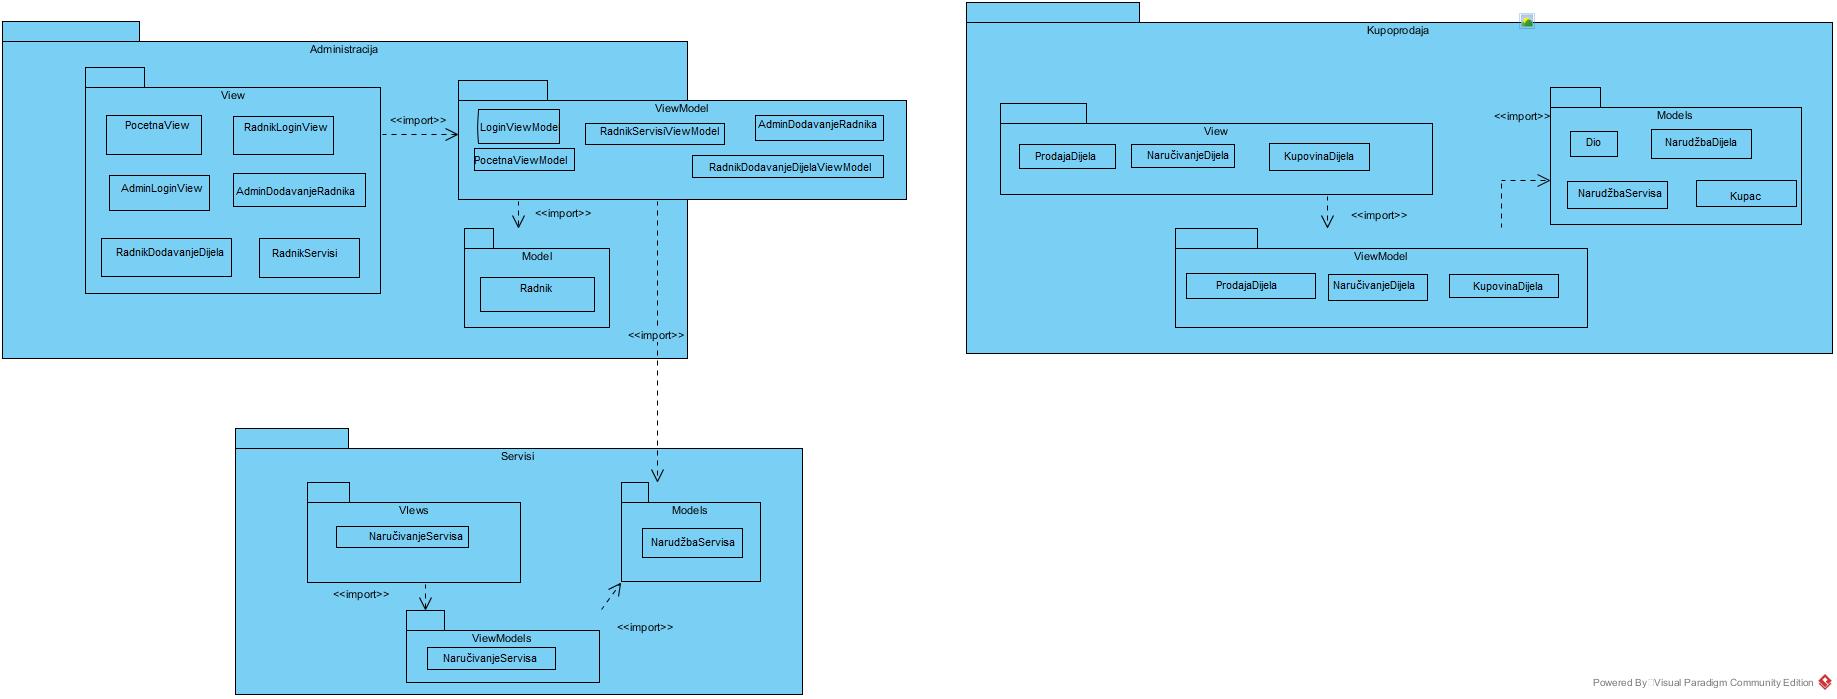 Administracija
View
PocetnaView
RadnikLoginView
AdminLoginView
AdminDodavanjeRadnika
RadnikDodavanjeDijela
RadnikServisi
<<import>>
ViewModel
LoginViewModel
RadnikServisiViewModel
AdminDodavanjeRadnika
PocetnaViewModel
RadnikDodavanjeDijelaViewModel
<<import>>
Model
Radnik
<<import>>
Servisi
VIews
NaručivanjeServisa
Models
NarudžbaServisa
<<import>>
<<import>>
ViewModels
NaručivanjeServisa
Kupoprodaja
View
ProdajaDijela
NaručivanjeDijela
KupovinaDijela
<<import>>
Models
Dio
NarudžbaDijela
NarudžbaServisa
Kupac
<<import>>
ViewModel
ProdajaDijela
NaručivanjeDijela
KupovinaDijela
Powered By Visual Paradigm Community Edition